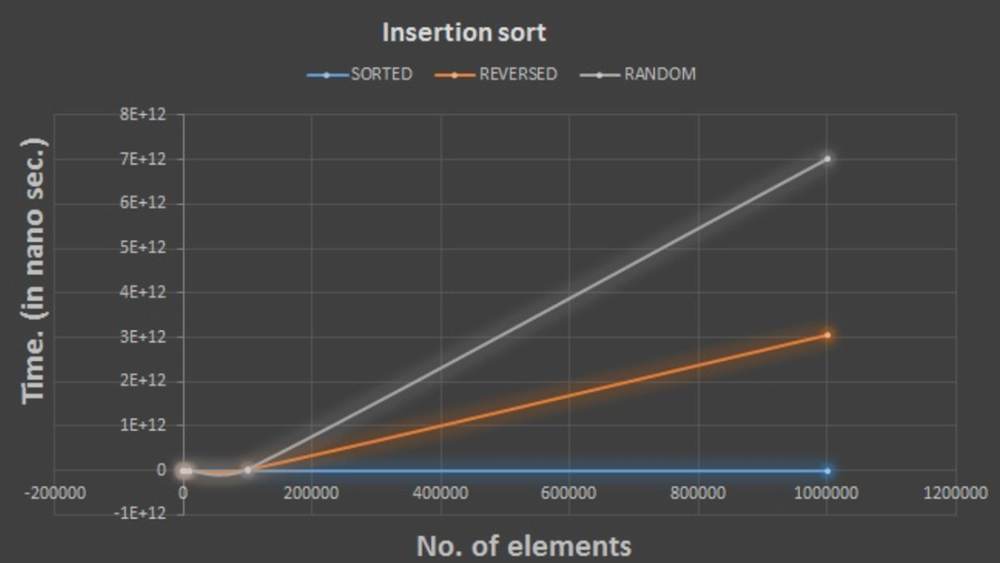 Insertion sort
SORTED REVERSED RANDOM
Time. (in nano sec.)
8E+12
7E+12
6E+12
5E+12
4E+12
3E+12
2E+12
1E+12
0
-1E+12
-200000 0 200000 400000 600000 800000 1000000 1200000
No. of elements